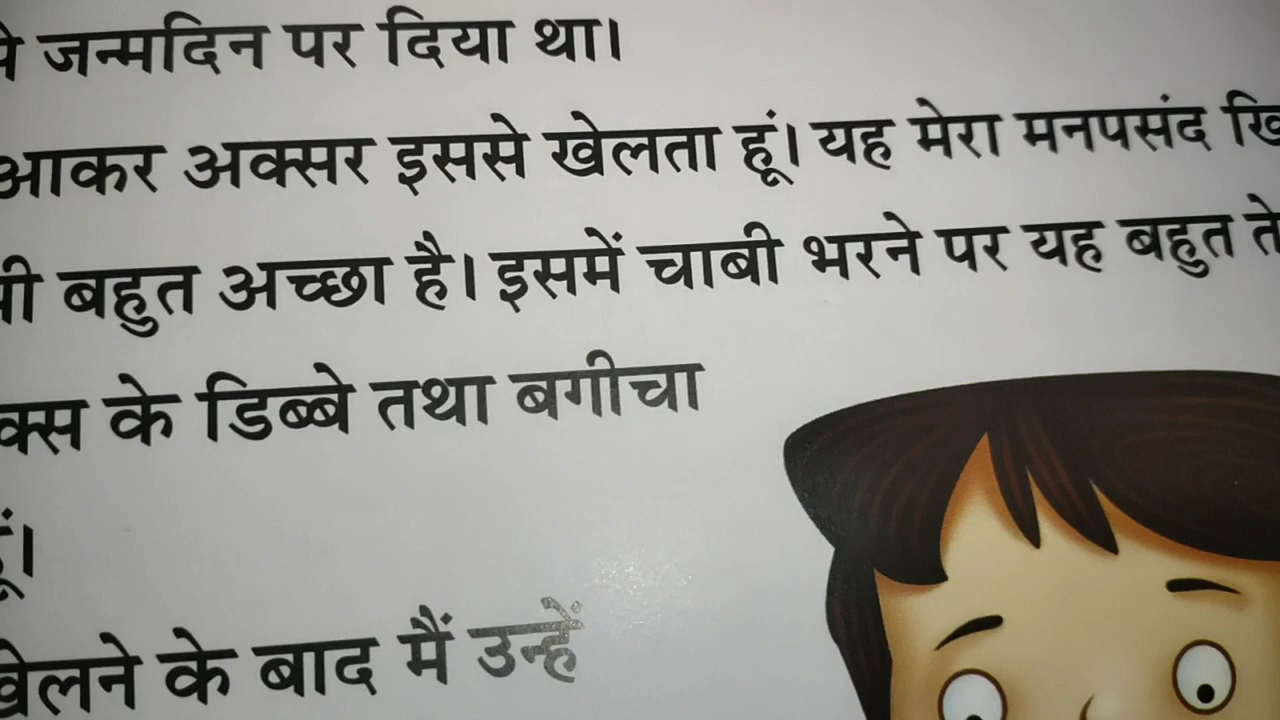 जन्मदिन पर दिया था।
आकर अक्सर इससे खेलता हूं। यह मेरा मनपसंद
बहुत अच्छा है। इसमें चाबी भरने पर यह बहुत
के डिब्बे तथा बगीचा
खेलने के बाद मैं उन्हें